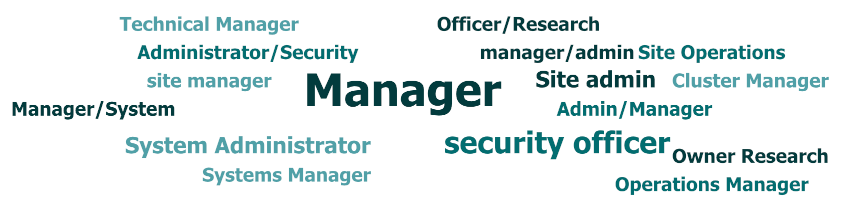 Technical Manager
Officer/Research
Administrator/Security
manager/admin
Site Operations
site manager
Manager
Site admin
Cluster Manager
Manager/System
Admin/Manager
System Administrator
security officer
Owner Research
Systems Manager
Operations Manager